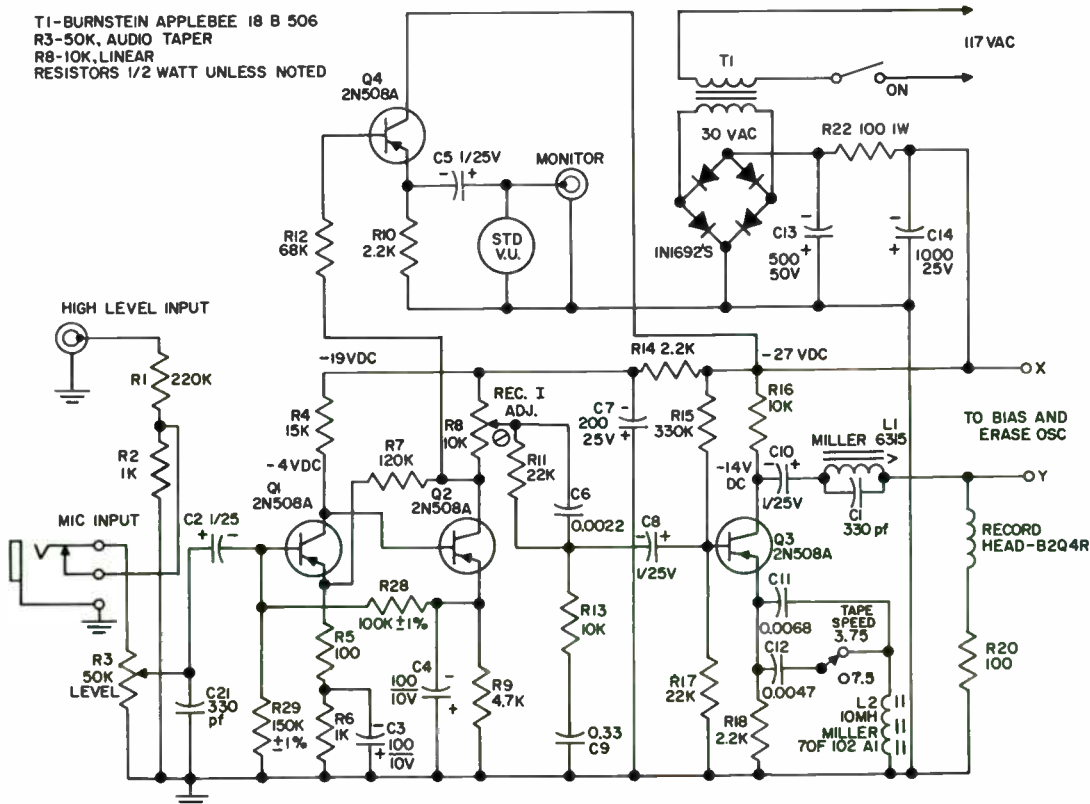 T1-BURNSTEIN APPLEBEE 18 B 506
R3-50K, AUDIO TAPER
R8-10K, LINEAR
RESISTORS 1/2 WATT UNLESS NOTED
117 VAC
T1
ON
30 VAC
Q4
2N508A
R22 100 1W
C5 1/25V
- +
MONITOR
R12
68K
R10
2.2K
STD
V.U.
1N1692'S
C13
500
50V
- +
C14
1000
25V
- +
HIGH LEVEL INPUT
R1
220K
R2
1K
MIC INPUT
-19VDC
R14 2.2K
-27 VDC
X
R4
15K
R8
10K
REC. I
ADJ.
C7
200
25V
- +
R15
330K
R16
10K
TO BIAS AND
ERASE OSC
-4VDC
R7
120K
R11
22K
MILLER
L1
6315
C10
- +
1/25V
-14V
DC
C1
330 pf
Y
Q1
2N508A
Q2
2N508A
C6
0.0022
C2 1/25
+ -
C8
- +
1/25V
Q3
2N508A
RECORD
HEAD-B2Q4R
R28
100K ±1%
R5
100
R13
10K
C11
0.0068
TAPE
SPEED
3.75
7.5
C12
0.0047
R20
100
R3
50K
LEVEL
C21
330
pf
R29
150K
±1%
R6
1K
C3
100
10V
- +
C4
100
10V
- +
R9
4.7K
0.33
C9
R17
22K
R18
2.2K
L2
10MH
MILLER
70F 102 A1